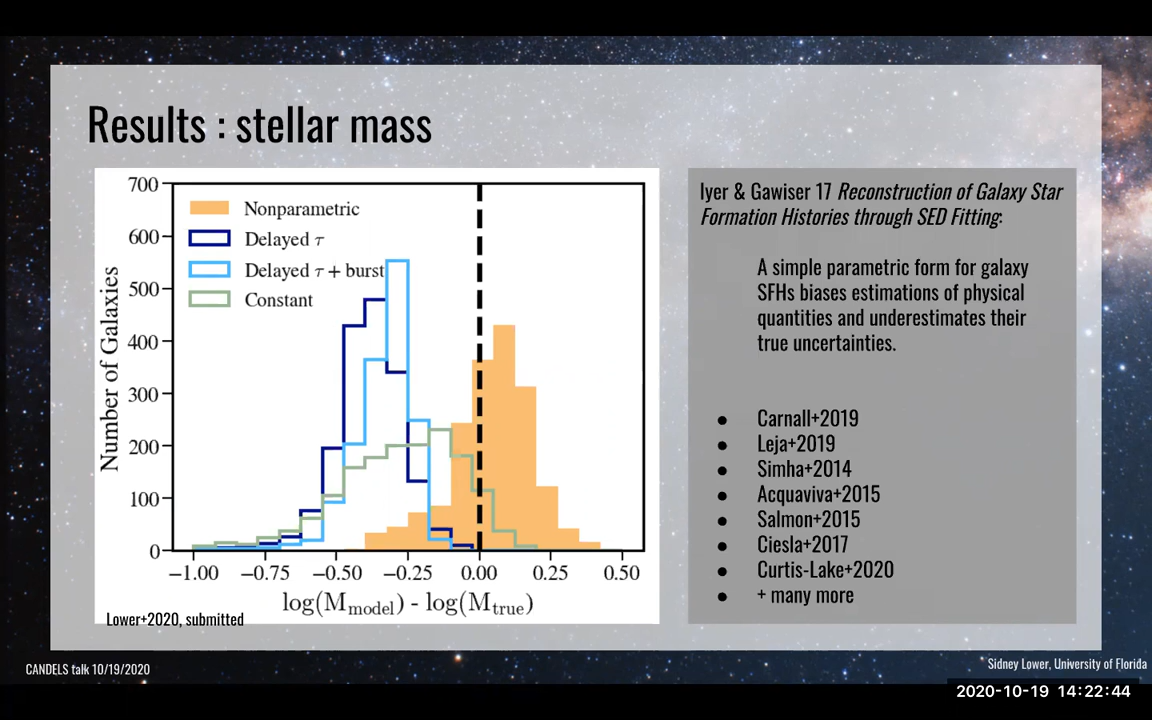 Results : stellar mass
700
600
500
400
300
200
100
0
Number of Galaxies
Nonparametric
Delayed τ
Delayed τ + burst
Constant
−1.00 −0.75 −0.50 −0.25 0.00 0.25 0.50
log(Mmodel) - log(Mtrue)
Lower+2020, submitted
Iyer & Gawiser 17 Reconstruction of Galaxy Star
Formation Histories through SED Fitting:
A simple parametric form for galaxy
SFHs biases estimations of physical
quantities and underestimates their
true uncertainties.
● Carnall+2019
● Leja+2019
● Simha+2014
● Acquaviva+2015
● Salmon+2015
● Ciesla+2017
● Curtis-Lake+2020
● + many more
CANDELS talk 10/19/2020
Sidney Lower, University of Florida
2020-10-19 14:22:44